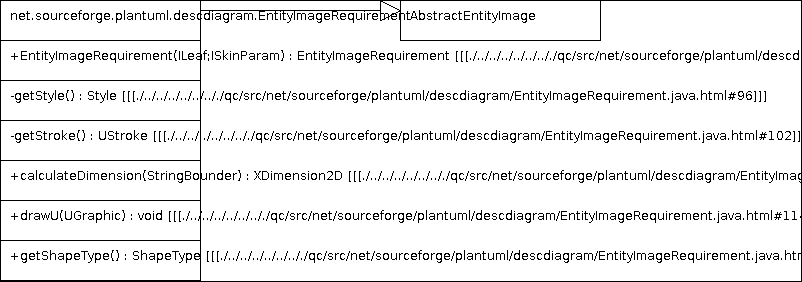 net.sourceforge.plantuml.descdiagram.EntityImageRequirement AbstractEntityImage
+EntityImageRequirement(ILeaf;ISkinParam) : EntityImageRequirement [[[./../../../../../../../qc/src/net/sourceforge/plantuml/descd
-getStyle() : Style [[[./../../../../../../../qc/src/net/sourceforge/plantuml/descdiagram/EntityImageRequirement.java.html#96]]]
-getStroke() : UStroke [[[./../../../../../../../qc/src/net/sourceforge/plantuml/descdiagram/EntityImageRequirement.java.html#102]]
+calculateDimension(StringBounder) : XDimension2D [[[./../../../../../../../qc/src/net/sourceforge/plantuml/descdiagram/EntityImag
+drawU(UGraphic) : void [[[./../../../../../../../qc/src/net/sourceforge/plantuml/descdiagram/EntityImageRequirement.java.html#114
+getShapeType() : ShapeType [[[./../../../../../../../qc/src/net/sourceforge/plantuml/descdiagram/EntityImageRequirement.java.htm